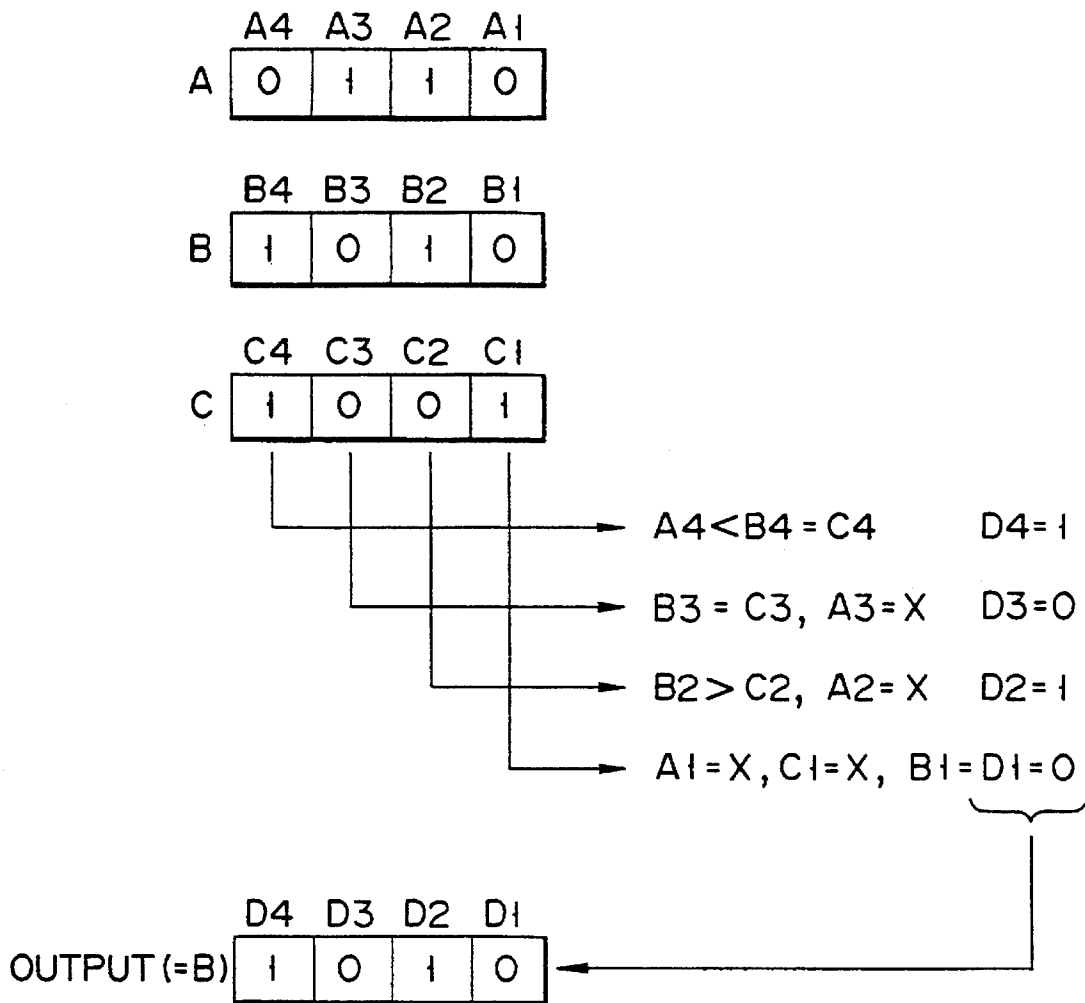 A4 A3 A2 A1
A 0 1 1 0
B4 B3 B2 B1
B 1 0 1 0
C4 C3 C2 C1
C 1 0 0 1
A4<B4=C4 D4=1
B3=C3, A3=X D3=0
B2>C2, A2=X D2=1
A1=X, C1=X, B1=D1=0
D4 D3 D2 D1
OUTPUT(=B) 1 0 1 0